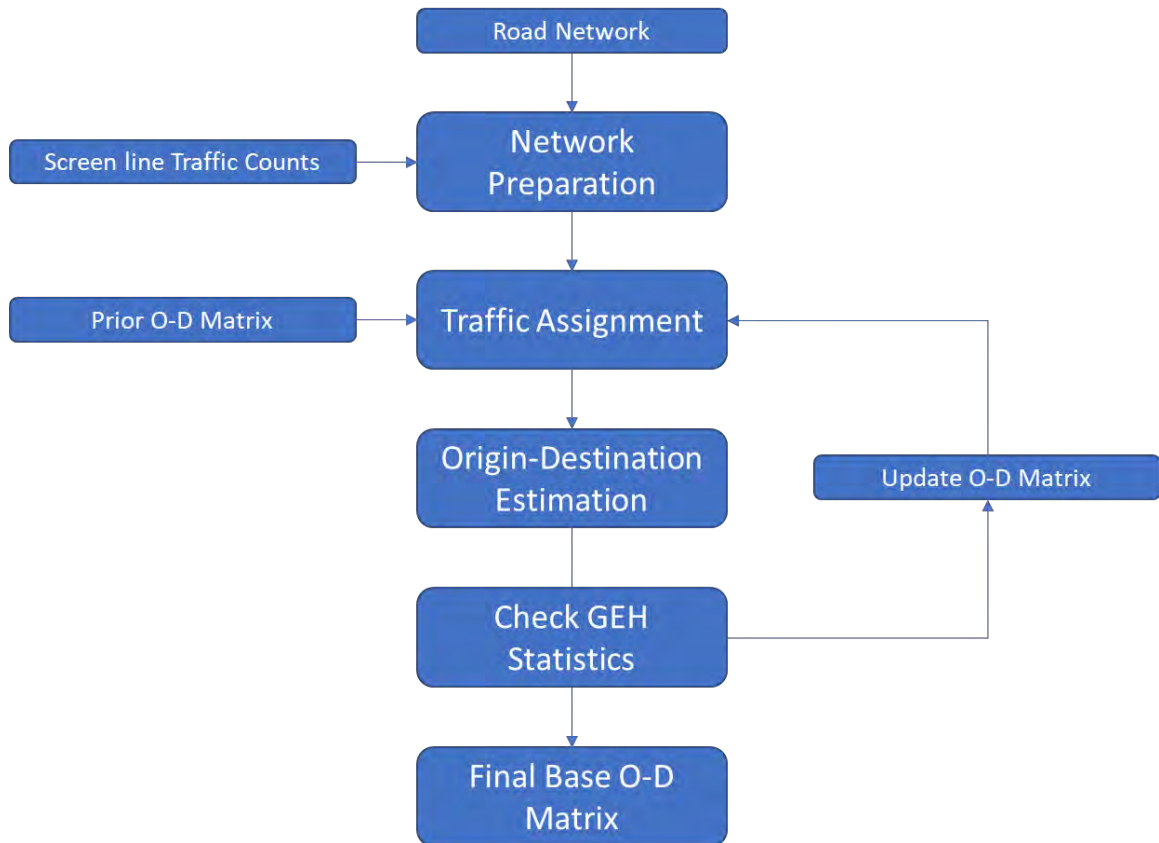 Road Network
Network
Preparation
Screen line Traffic Counts
Traffic Assignment
Prior O-D Matrix
Origin-Destination
Estimation
Update O-D Matrix
Check GEH
Statistics
Final Base O-D
Matrix